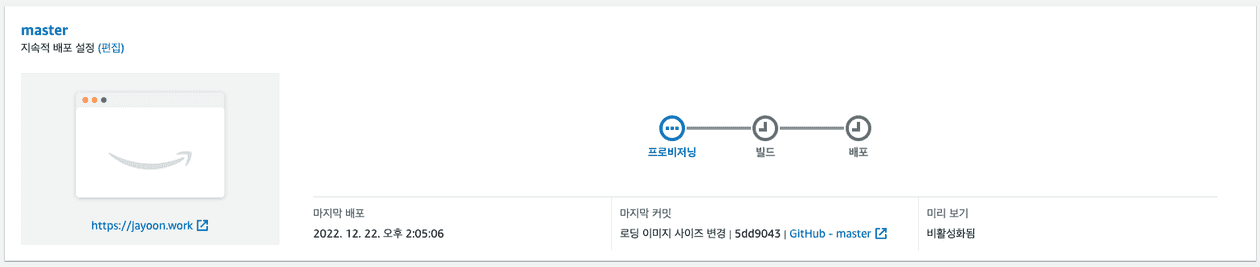 master
지속적 배포 설정 (편집)
프로비저닝
빌드
배포
https://jayoon.work
마지막 배포
2022. 12. 22. 오후 2:05:06
마지막 커밋
로딩 이미지 사이즈 변경 | 5dd9043 | GitHub - master
미리 보기
비활성화됨